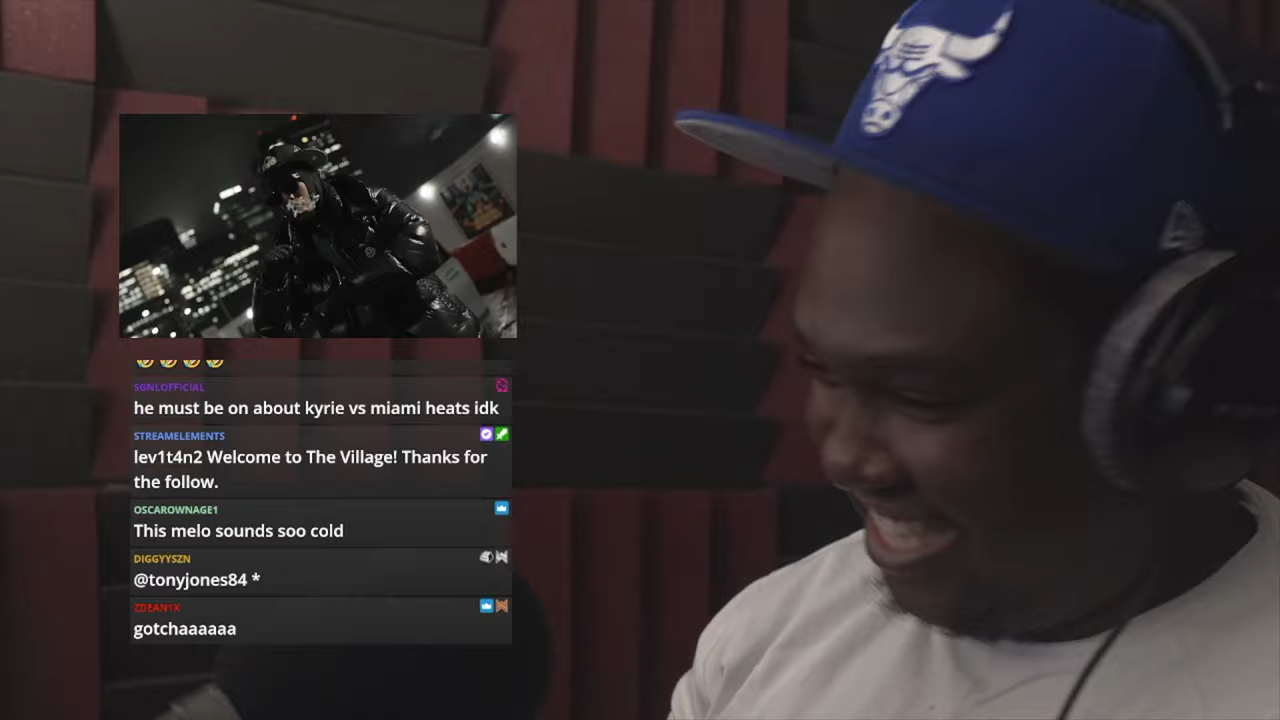 SGNLOFFICIAL
he must be on about kyrie vs miami heats idk
STREAMELEMENTS
lev1t4n2 Welcome to The Village! Thanks for
the follow.
OSCAROWNAGE1
This melo sounds soo cold
DIGGYYSZN
@tonyjones84 *
ZDEAN1X
gotchaaaaaa